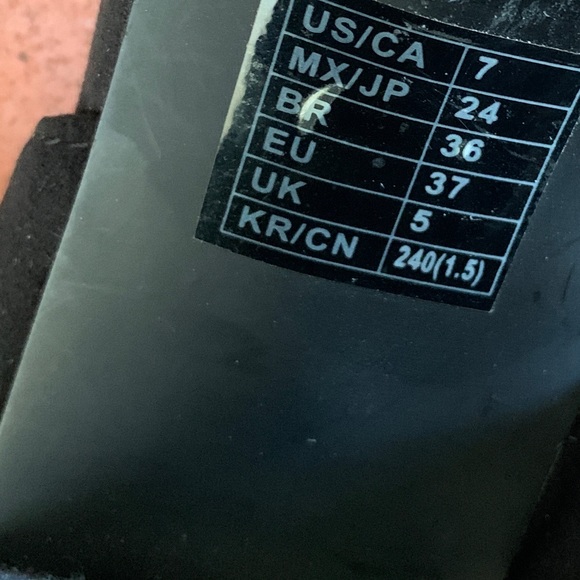 US/CA 7
MX/JP 24
BR 36
EU 37
UK 5
KR/CN 240(1.5)